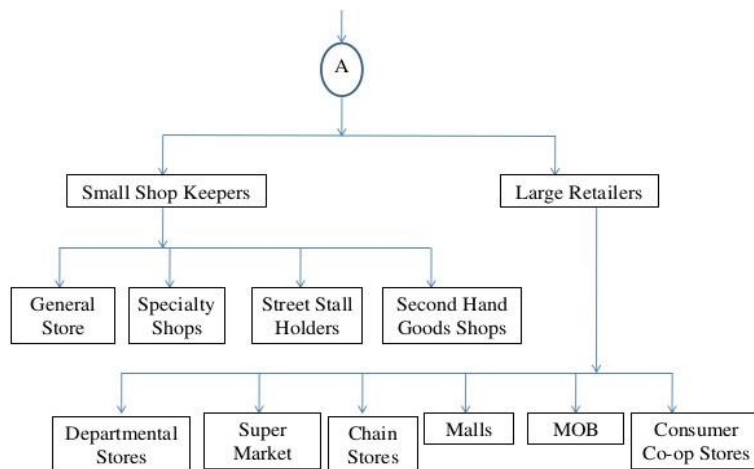 A
Small Shop Keepers
Large Retailers
General
Store
Specialty
Shops
Street Stall
Holders
Second Hand
Goods Shops
Departmental
Stores
Super
Market
Chain
Stores
Malls
MOB
Consumer
Co-op Stores